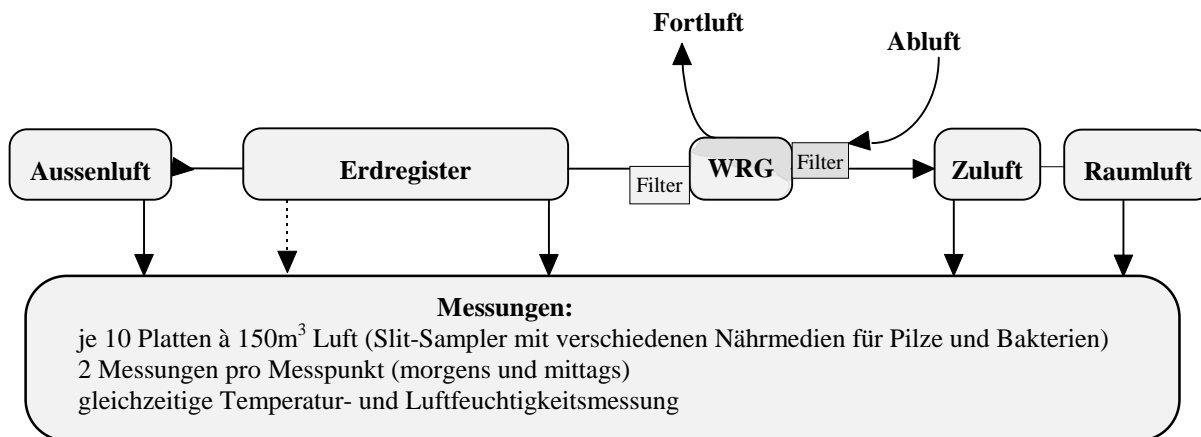 Fortluft
Abluft
Aussenluft
Erdregister
Filter
WRG
Filter
Zuluft
Raumluft
Messungen:
je 10 Platten à 150m³ Luft (Slit-Sampler mit verschiedenen Nährmedien für Pilze und Bakterien)
2 Messungen pro Messpunkt (morgens und mittags)
gleichzeitige Temperatur- und Luftfeuchtigkeitsmessung